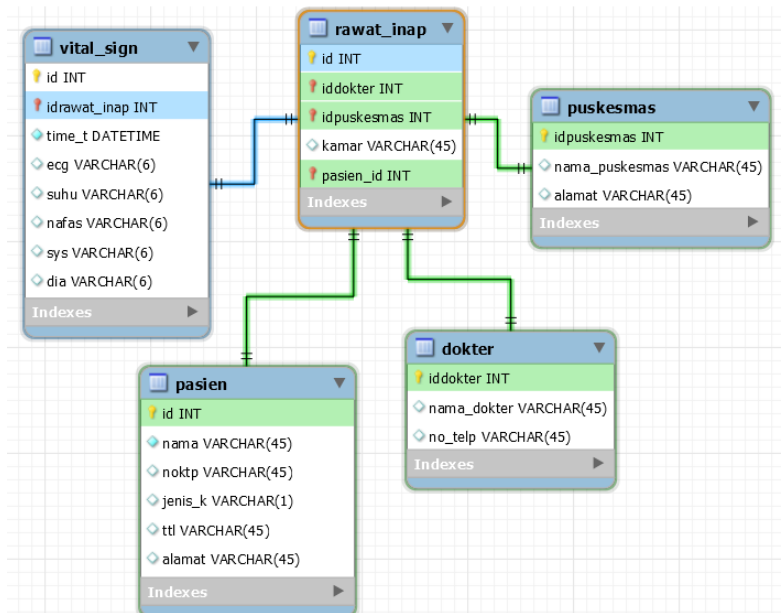 vital_sign
id INT
idrawat_inap INT
time_t DATETIME
ecg VARCHAR(6)
suhu VARCHAR(6)
nafas VARCHAR(6)
sys VARCHAR(6)
dia VARCHAR(6)
Indexes
rawat_inap
id INT
iddokter INT
idpuskesmas INT
kamar VARCHAR(45)
pasien_id INT
Indexes
puskesmas
idpuskesmas INT
nama_puskesmas VARCHAR(45)
alamat VARCHAR(45)
Indexes
pasien
id INT
nama VARCHAR(45)
noktp VARCHAR(45)
jenis_k VARCHAR(1)
ttl VARCHAR(45)
alamat VARCHAR(45)
Indexes
dokter
iddokter INT
nama_dokter VARCHAR(45)
no_telp VARCHAR(45)
Indexes